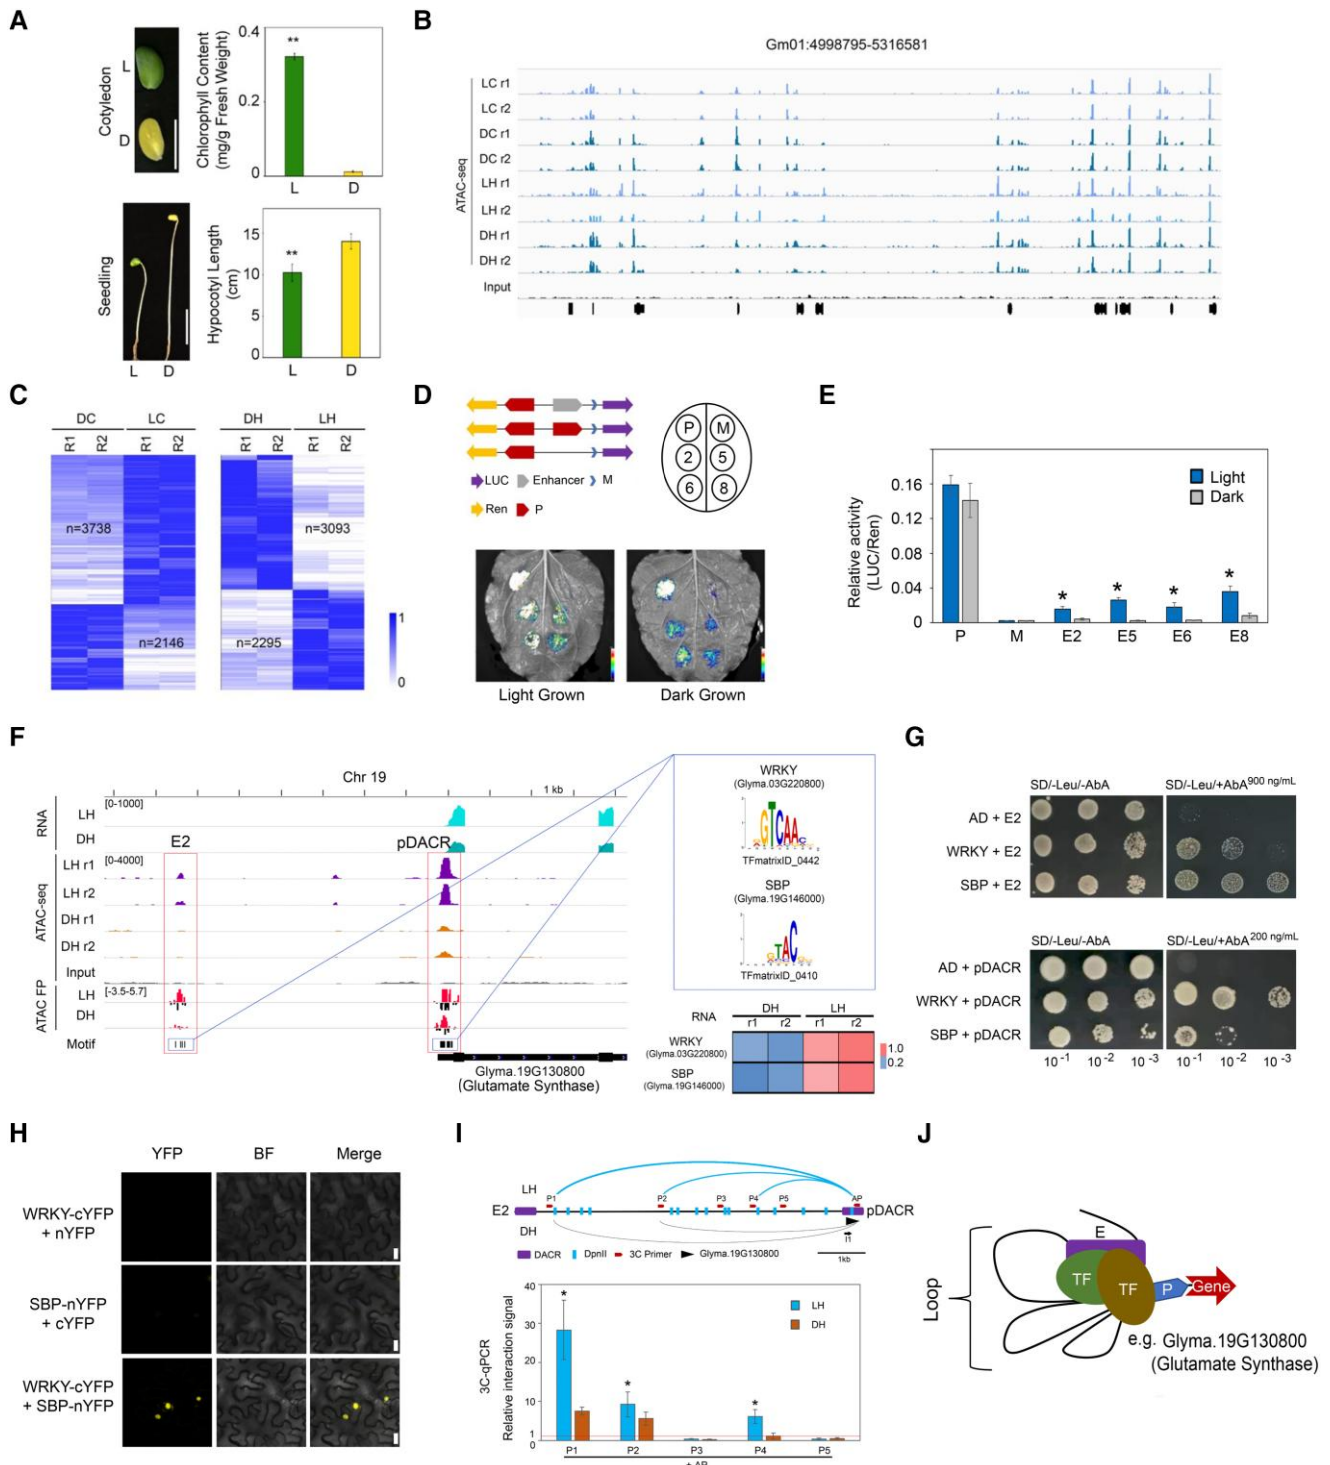 A
Cotyledon
L
D
Chlorophyll Content
(mg/g Fresh Weight)
0.4
0.2
0
**
L
D
Seedling
L
D
Hypocotyl Length
(cm)
15
10
5
0
**
L
D
B
Gm01:4998795-5316581
ATAC-seq
LC r1
LC r2
DC r1
DC r2
LH r1
LH r2
DH r1
DH r2
Input
C
DC LC DH LH
R1 R2 R1 R2 R1 R2 R1 R2
n=3738
n=3093
n=2146
n=2295
1
0
D
LUC Enhancer M
Ren P
P M
2 5
6 8
Light Grown
Dark Grown
E
Relative activity
(LUC/Ren)
0.16
0.12
0.08
0.04
0
Light
Dark
* * * *
P M E2 E5 E6 E8
F
Chr 19
1 kb
RNA
LH
[0-1000]
DH
E2
pDACR
ATAC-seq
LH r1
[0-4000]
LH r2
DH r1
DH r2
Input
ATAC FP
LH
[-3.5-5.7]
DH
Motif
Glyma.19G130800
(Glutamate Synthase)
WRKY
(Glyma.03G220800)
TFmatrixID_0442
SBP
(Glyma.19G146000)
TFmatrixID_0410
RNA
DH LH
r1 r2 r1 r2
WRKY
(Glyma.03G220800)
SBP
(Glyma.19G146000)
1.0
0.2
G
SD/-Leu/-AbA
SD/-Leu/+AbA900 ng/mL
AD + E2
WRKY + E2
SBP + E2
SD/-Leu/-AbA
SD/-Leu/+AbA200 ng/mL
AD + pDACR
WRKY + pDACR
SBP + pDACR
10-1 10-2 10-3 10-1 10-2 10-3
H
YFP BF Merge
WRKY-cYFP
+ nYFP
SBP-nYFP
+ cYFP
WRKY-cYFP
+ SBP-nYFP
I
LH
P1 P2 P3 P4 P5 AP
E2
pDACR
DH
I1
DACR DpnII 3C Primer Glyma.19G130800
1kb
3C-qPCR
Relative interaction signal
40
30
20
10
1
0
* * *
LH
DH
P1 P2 P3 P4 P5
+ AP
J
Loop
E
TF
TF
P
Gene
e.g. Glyma.19G130800
(Glutamate Synthase)